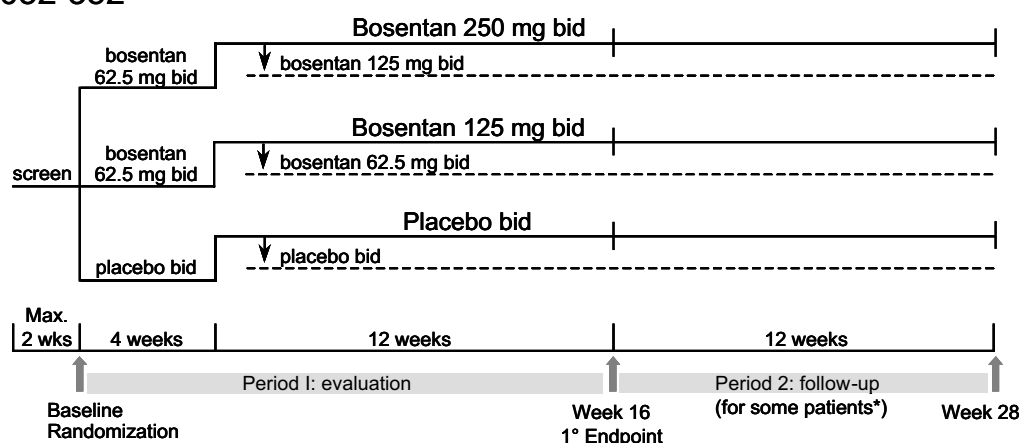 Bosentan 250 mg bid
bosentan
62.5 mg bid
bosentan 125 mg bid
Bosentan 125 mg bid
bosentan
62.5 mg bid
bosentan 62.5 mg bid
screen
Placebo bid
placebo bid
placebo bid
Max.
2 wks
4 weeks
12 weeks
12 weeks
Period I: evaluation
Period 2: follow-up
(for some patients*)
Baseline
Randomization
Week 16
1° Endpoint
Week 28